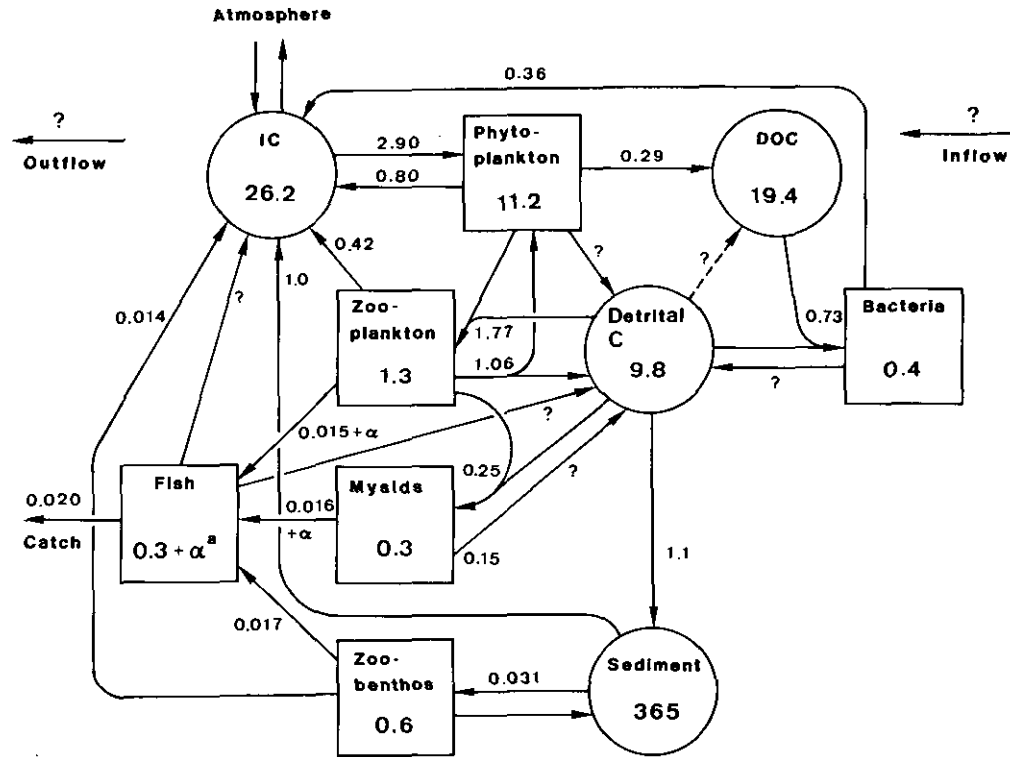 Atmosphere
0.36
?
Outflow
IC
26.2
2.90
0.80
Phyto-
plankton
11.2
0.29
DOC
19.4
?
Inflow
0.42
1.0
?
?
?
0.014
Zoo-
plankton
1.3
1.77
1.06
Detrital
C
9.8
0.73
?
Bacteria
0.4
0.015+α
?
0.020
Catch
Fish
0.3 + α a
0.016
+α
Mysids
0.3
0.25
?
0.15
1.1
0.017
Zoo-
benthos
0.6
0.031
Sediment
365